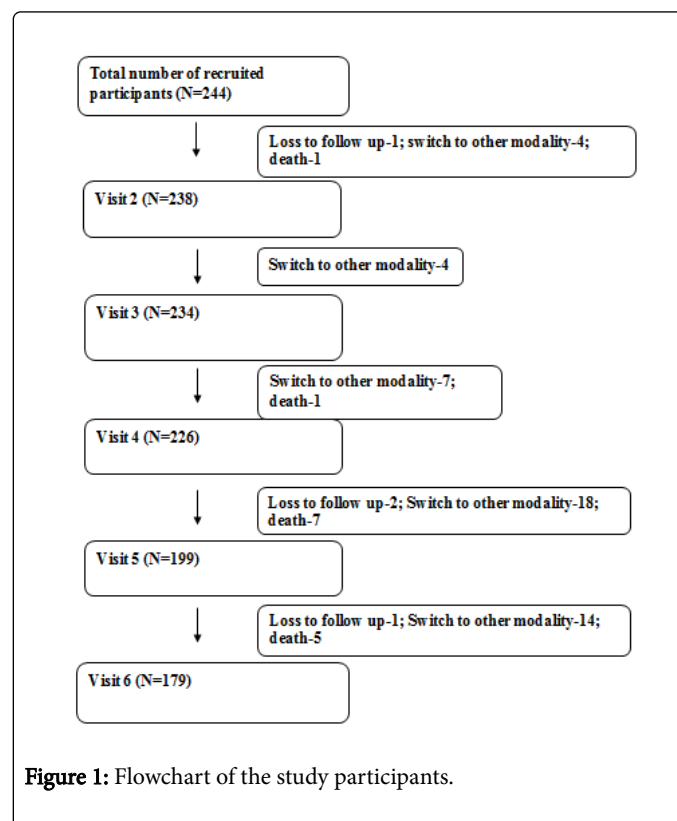 Total number of recruited
participants (N=244)
Loss to follow up-1; switch to other modality-4;
death-1
Visit 2 (N=238)
Switch to other modality-4
Visit 3 (N=234)
Switch to other modality-7;
death-1
Visit 4 (N=226)
Loss to follow up-2; Switch to other modality-18;
death-7
Visit 5 (N=199)
Loss to follow up-1; Switch to other modality-14;
death-5
Visit 6 (N=179)
Figure 1: Flowchart of the study participants.